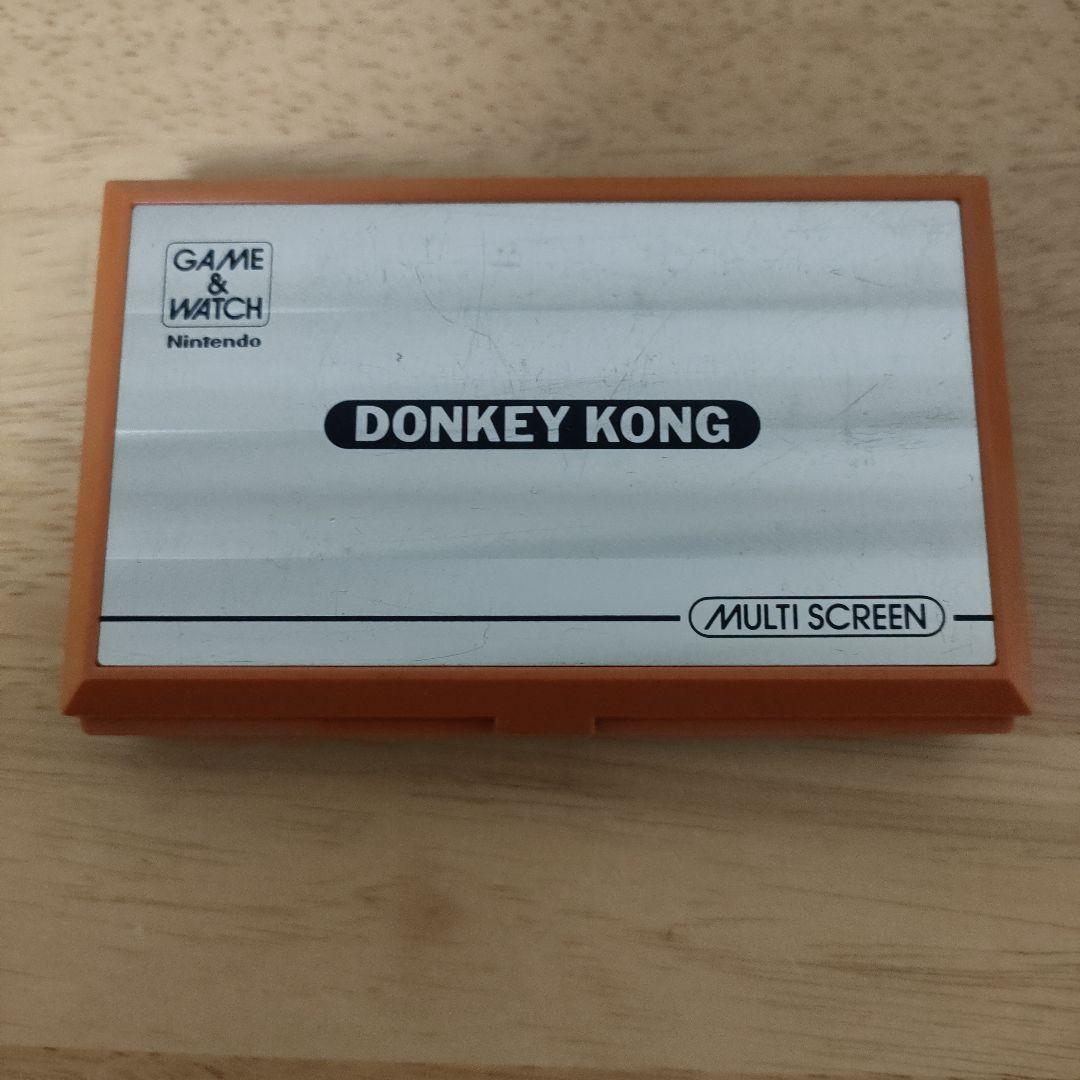 GAME
&
WATCH
Nintendo
DONKEY KONG
MULTI SCREEN